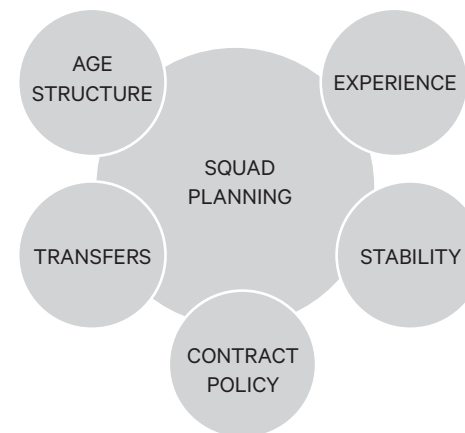 AGE
STRUCTURE
EXPERIENCE
SQUAD
PLANNING
TRANSFERS
STABILITY
CONTRACT
POLICY